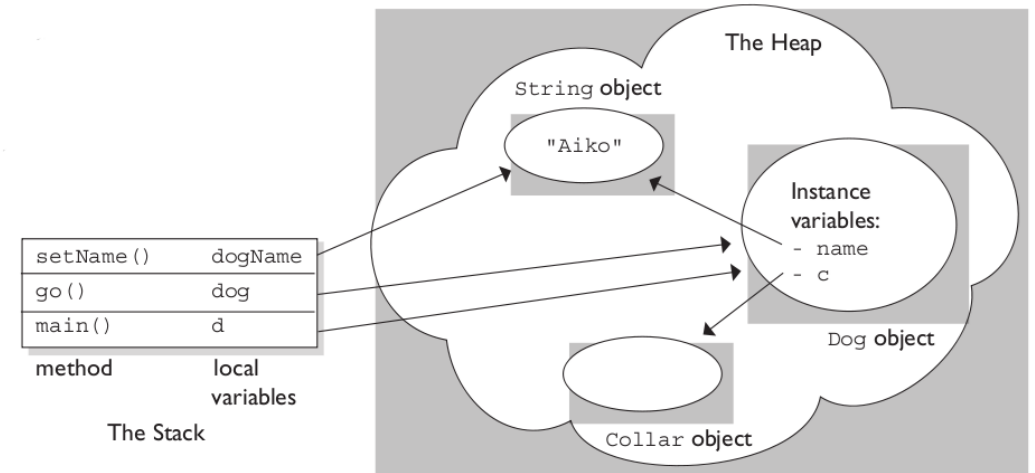 The Heap
String object
"Aiko"
Instance
variables:
- name
- c
Dog object
Collar object
setName() dogName
go() dog
main() d
method local
variables
The Stack